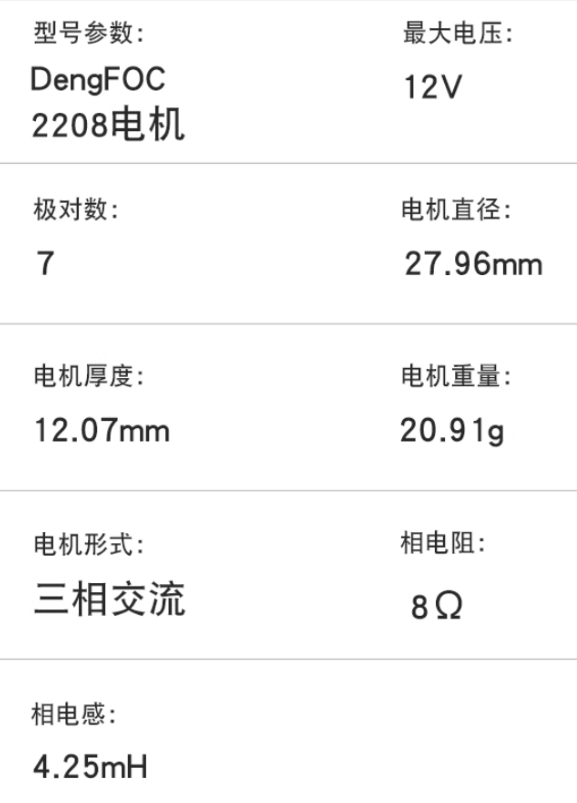 型号参数:
最大电压:
DengFOC
2208电机
12V
极对数:
电机直径:
7
27.96mm
电机厚度:
电机重量:
12.07mm
20.91g
电机形式:
相电阻:
三相交流
8Ω
相电感:
4.25mH